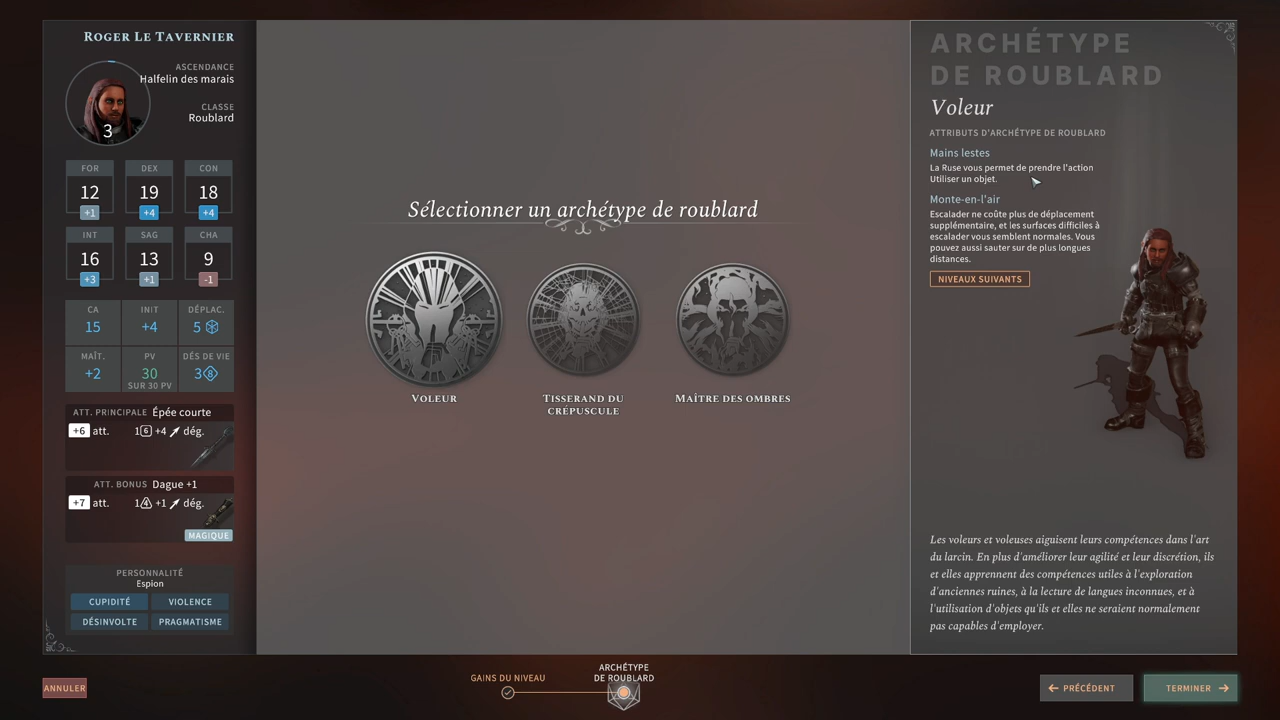 ROGER LE TAVERNIER
ASCENDANCE
Halfelin des marais
CLASSE
Roublard
3
FOR
DEX
CON
12
19
18
+1
+4
+4
INT
SAG
CHA
16
13
9
+3
+1
-1
CA
INIT
DÉPLAC.
15
+4
5
MAÎT.
PV
DÉS DE VIE
+2
30
3 8
SUR 30 PV
ATT. PRINCIPALE Épée courte
+6 att. 1 6 +4 dég.
ATT. BONUS Dague +1
+7 att. 1 4 +1 dég.
MAGIQUE
PERSONNALITÉ
Espion
CUPIDITÉ
VIOLENCE
DÉSINVOLTE
PRAGMATISME
Sélectionner un archétype de roublard
VOLEUR
TISSERAND DU
CRÉPUSCULE
MAÎTRE DES OMBRES
ARCHÉTYPE
DE ROUBLARD
Voleur
ATTRIBUTS D'ARCHÉTYPE DE ROUBLARD
Mains lestes
La Ruse vous permet de prendre l'action
Utiliser un objet.
Monte-en-l'air
Escalader ne coûte plus de déplacement
supplémentaire, et les surfaces difficiles à
escalader vous semblent normales. Vous
pouvez aussi sauter sur de plus longues
distances.
NIVEAUX SUIVANTS
Les voleurs et voleuses aiguisent leurs compétences dans l'art
du larcin. En plus d'améliorer leur agilité et leur discrétion, ils
et elles apprennent des compétences utiles à l'exploration
d'anciennes ruines, à la lecture de langues inconnues, et à
l'utilisation d'objets qu'ils et elles ne seraient normalement
pas capables d'employer.
ANNULER
GAINS DU NIVEAU
ARCHÉTYPE
DE ROUBLARD
PRÉCÉDENT
TERMINER